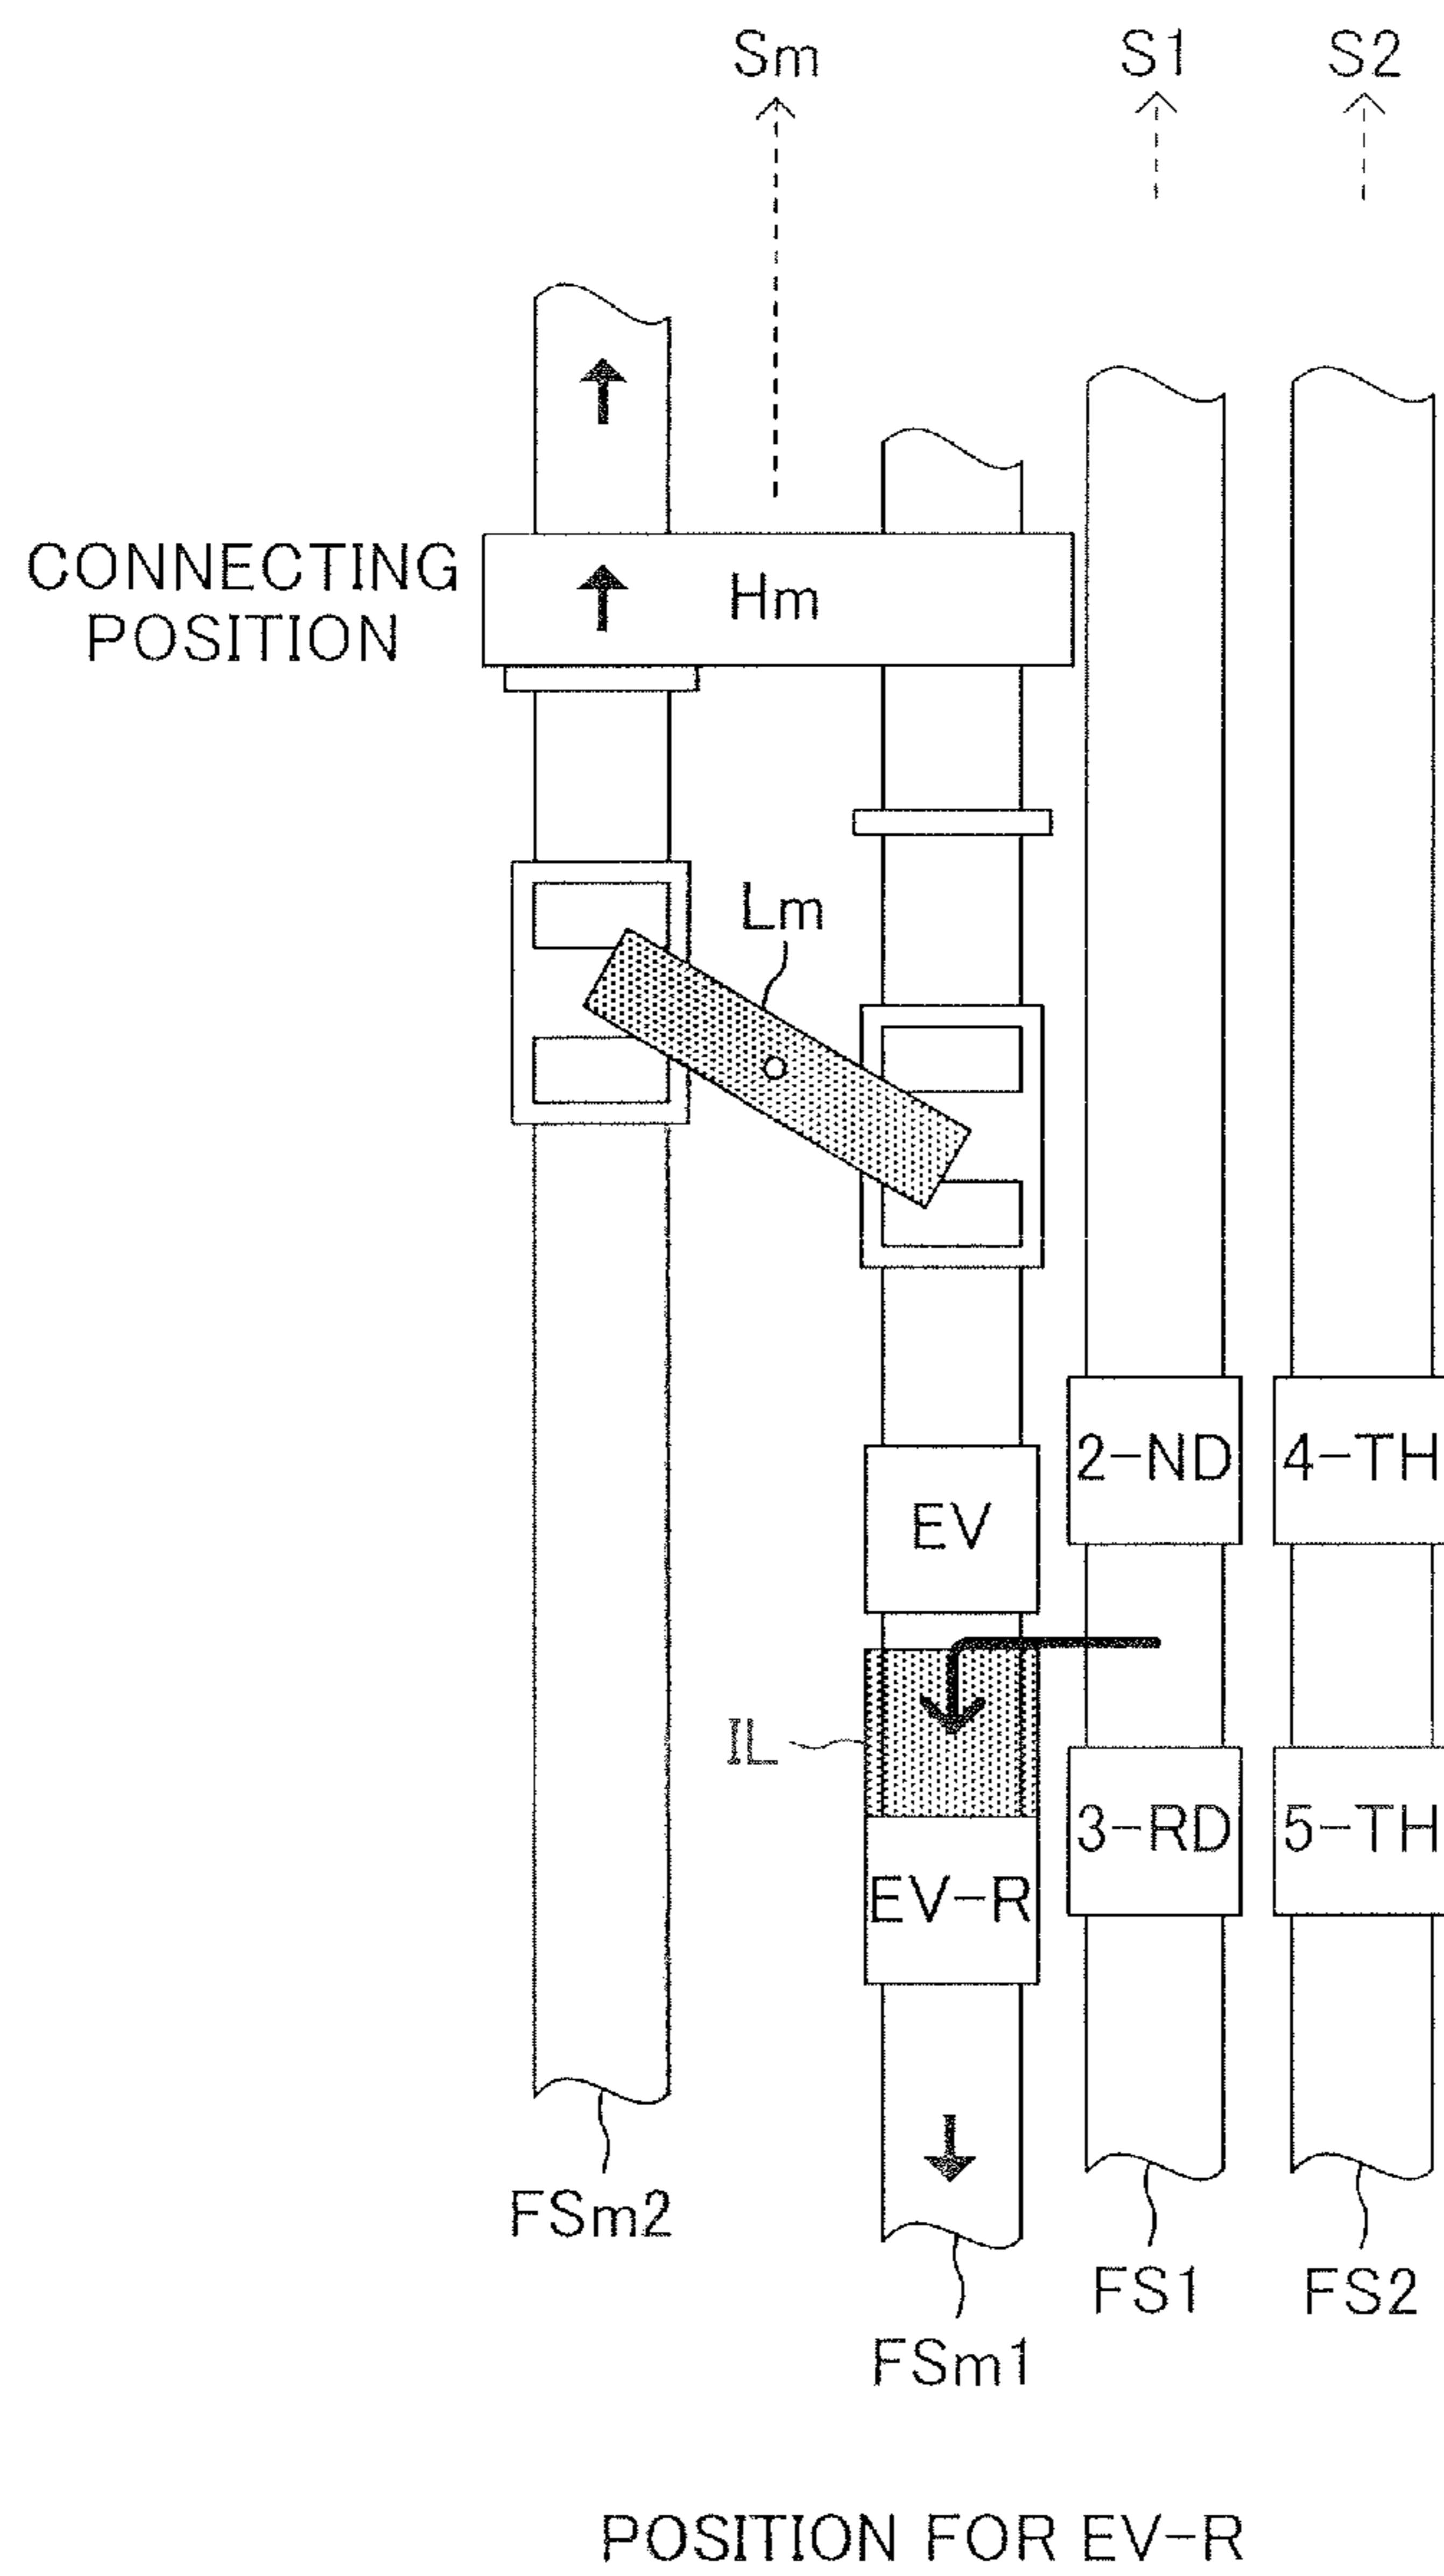 Sm
S1
S2
CONNECTING
POSITION
Hm
Lm
2-ND
4-TH
EV
IL
3-RD
5-TH
EV-R
FSm2
FS1
FS2
FSm1
POSITION FOR EV-R